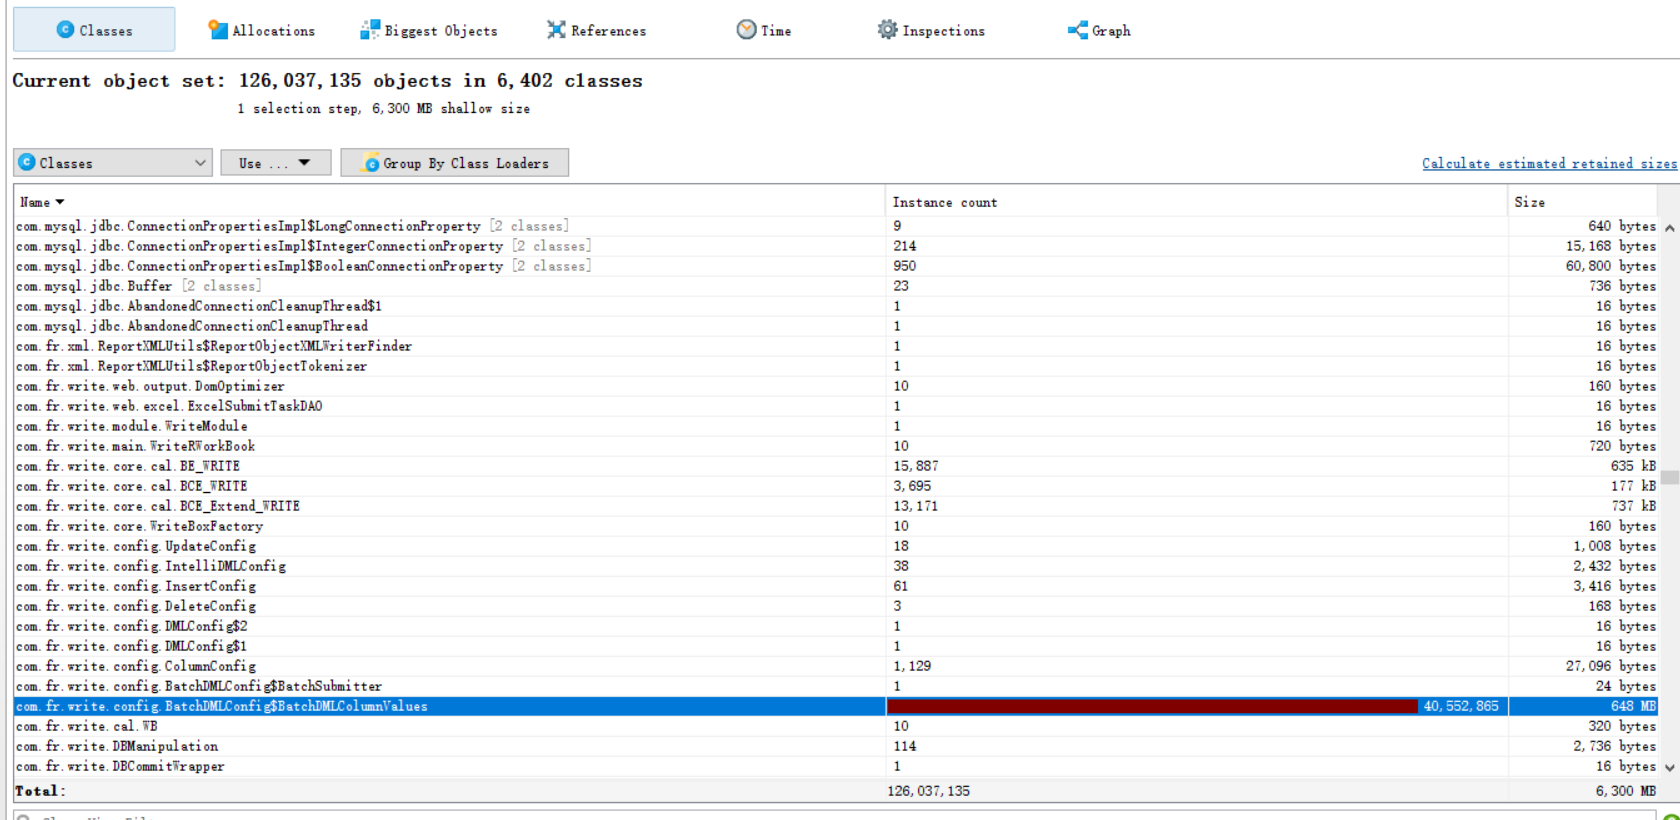 Classes Allocations Biggest Objects References Time Inspections Graph
Current object set: 126,037,135 objects in 6,402 classes
1 selection step, 6,300 MB shallow size
Classes Use ... Group By Class Loaders Calculate estimated retained sizes
Name Instance count Size
com.mysql.jdbc.ConnectionPropertiesImpl$LongConnectionProperty [2 classes] 9 640 bytes
com.mysql.jdbc.ConnectionPropertiesImpl$IntegerConnectionProperty [2 classes] 214 15,168 bytes
com.mysql.jdbc.ConnectionPropertiesImpl$BooleanConnectionProperty [2 classes] 950 60,800 bytes
com.mysql.jdbc.Buffer [2 classes] 23 736 bytes
com.mysql.jdbc.AbandonedConnectionCleanupThread$1 1 16 bytes
com.mysql.jdbc.AbandonedConnectionCleanupThread 1 16 bytes
com.fr.xml.ReportXMLUtils$ReportObjectXMLWriterFinder 1 16 bytes
com.fr.xml.ReportXMLUtils$ReportObjectTokenizer 1 16 bytes
com.fr.write.web.output.DomOptimizer 10 160 bytes
com.fr.write.web.excel.ExcelSubmitTaskDAO 1 16 bytes
com.fr.write.module.WriteModule 1 16 bytes
com.fr.write.main.WriteRWorkBook 10 720 bytes
com.fr.write.core.cal.BE_WRITE 15,887 635 kB
com.fr.write.core.cal.BCE_WRITE 3,695 177 kB
com.fr.write.core.cal.BCE_Extend_WRITE 13,171 737 kB
com.fr.write.core.WriteBoxFactory 10 160 bytes
com.fr.write.config.UpdateConfig 18 1,008 bytes
com.fr.write.config.IntelliDMLConfig 38 2,432 bytes
com.fr.write.config.InsertConfig 61 3,416 bytes
com.fr.write.config.DeleteConfig 3 168 bytes
com.fr.write.config.DMLConfig$2 1 16 bytes
com.fr.write.config.DMLConfig$1 1 16 bytes
com.fr.write.config.ColumnConfig 1,129 27,096 bytes
com.fr.write.config.BatchDMLConfig$BatchSubmitter 1 24 bytes
com.fr.write.config.BatchDMLConfig$BatchDMLColumnValues 40,552,865 648 MB
com.fr.write.cal.WB 10 320 bytes
com.fr.write.DBManipulation 114 2,736 bytes
com.fr.write.DBCommitWrapper 1 16 bytes
Total: 126,037,135 6,300 MB